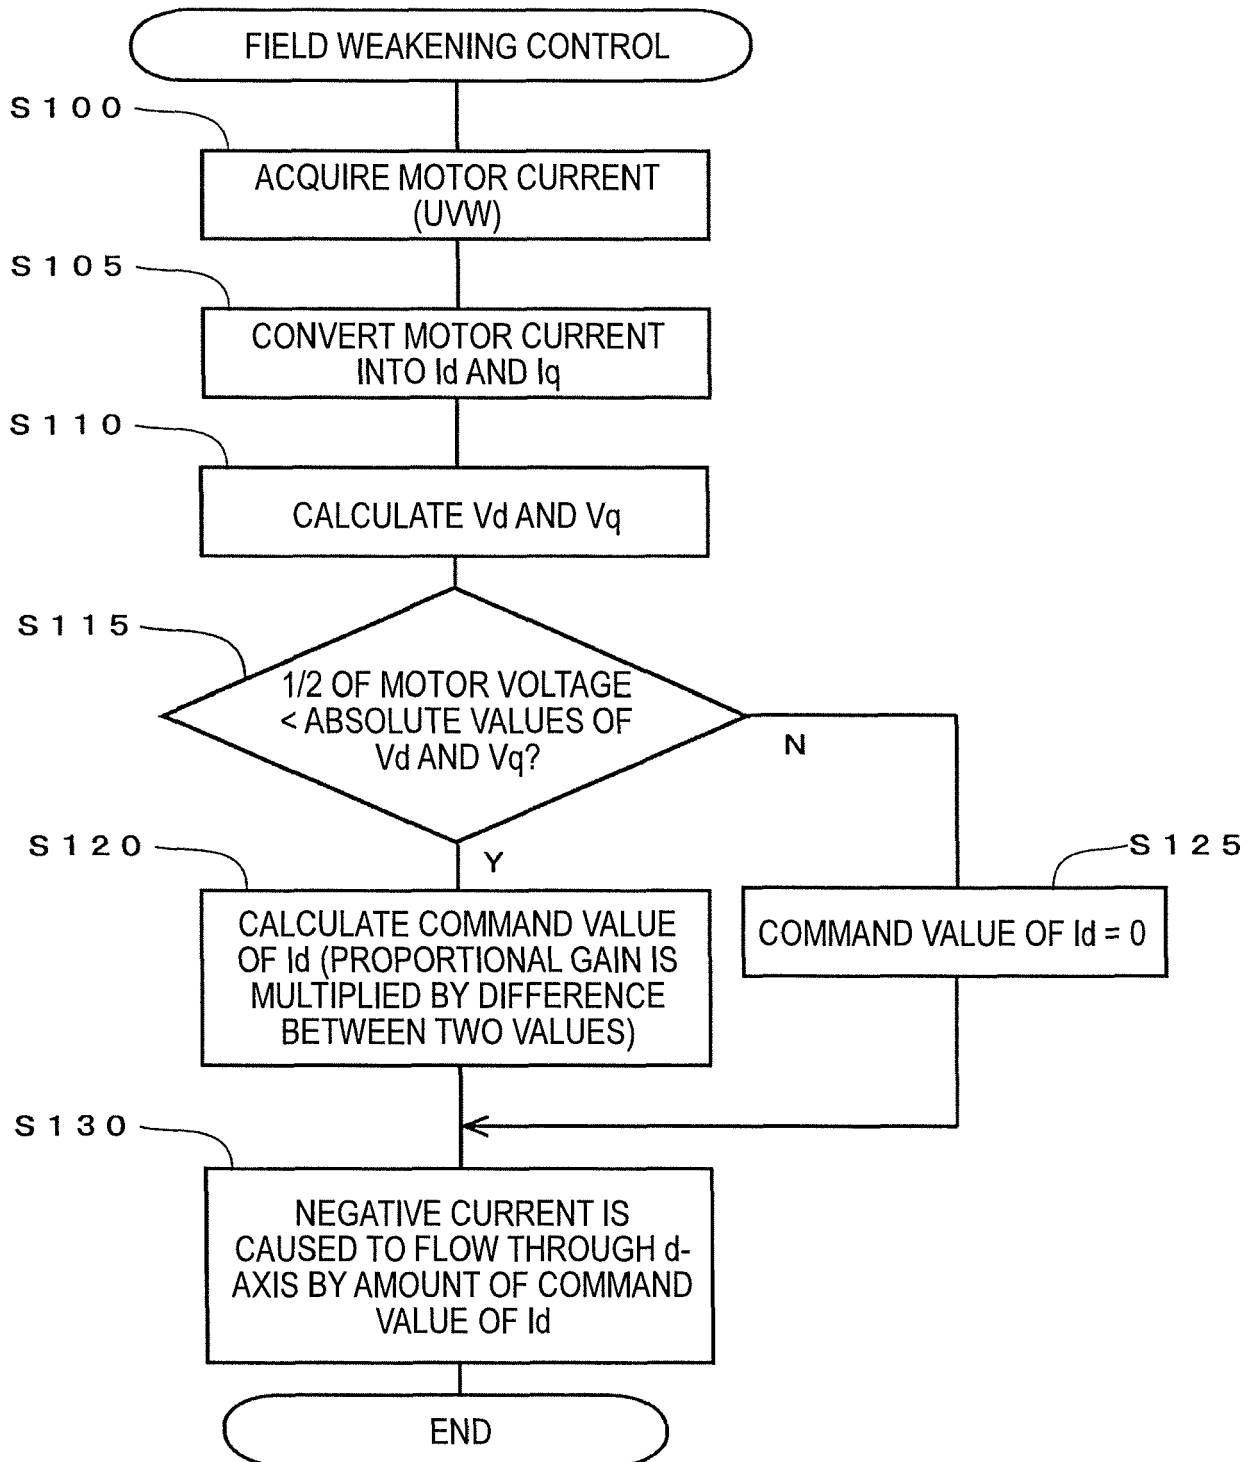 FIELD WEAKENING CONTROL
S100
ACQUIRE MOTOR CURRENT
(UVW)
S105
CONVERT MOTOR CURRENT
INTO Id AND Iq
S110
CALCULATE Vd AND Vq
S115
1/2 OF MOTOR VOLTAGE
< ABSOLUTE VALUES OF
Vd AND Vq?
N
Y
S120
CALCULATE COMMAND VALUE
OF Id (PROPORTIONAL GAIN IS
MULTIPLIED BY DIFFERENCE
BETWEEN TWO VALUES)
S125
COMMAND VALUE OF Id = 0
S130
NEGATIVE CURRENT IS
CAUSED TO FLOW THROUGH d-
AXIS BY AMOUNT OF COMMAND
VALUE OF Id
END